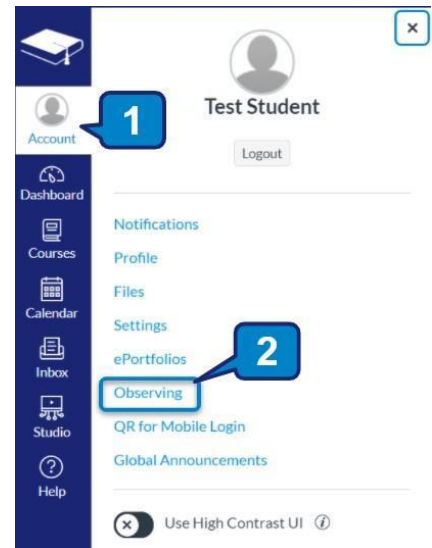 Account
Dashboard
Courses
Calendar
Inbox
Studio
Help
1
Test Student
Logout
Notifications
Profile
Files
Settings
ePortfolios
2
Observing
QR for Mobile Login
Global Announcements
Use High Contrast UI